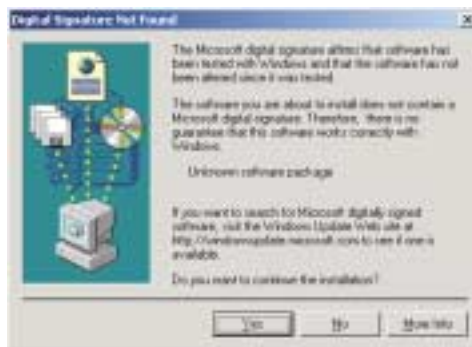 Digital Signature Not Found
The Microsoft digital signature affirms that software has
been tested with Windows and that the software has not
been altered since it was tested.
The software you are about to install does not contain a
Microsoft digital signature. Therefore, there is no
guarantee that this software works correctly with
Windows.
Unknown software package
If you want to search for Microsoft digitally signed
software, visit the Windows Update Web site at
http://windowsupdate.microsoft.com to see if one is
available.
Do you want to continue the installation?
Yes
No
More Info